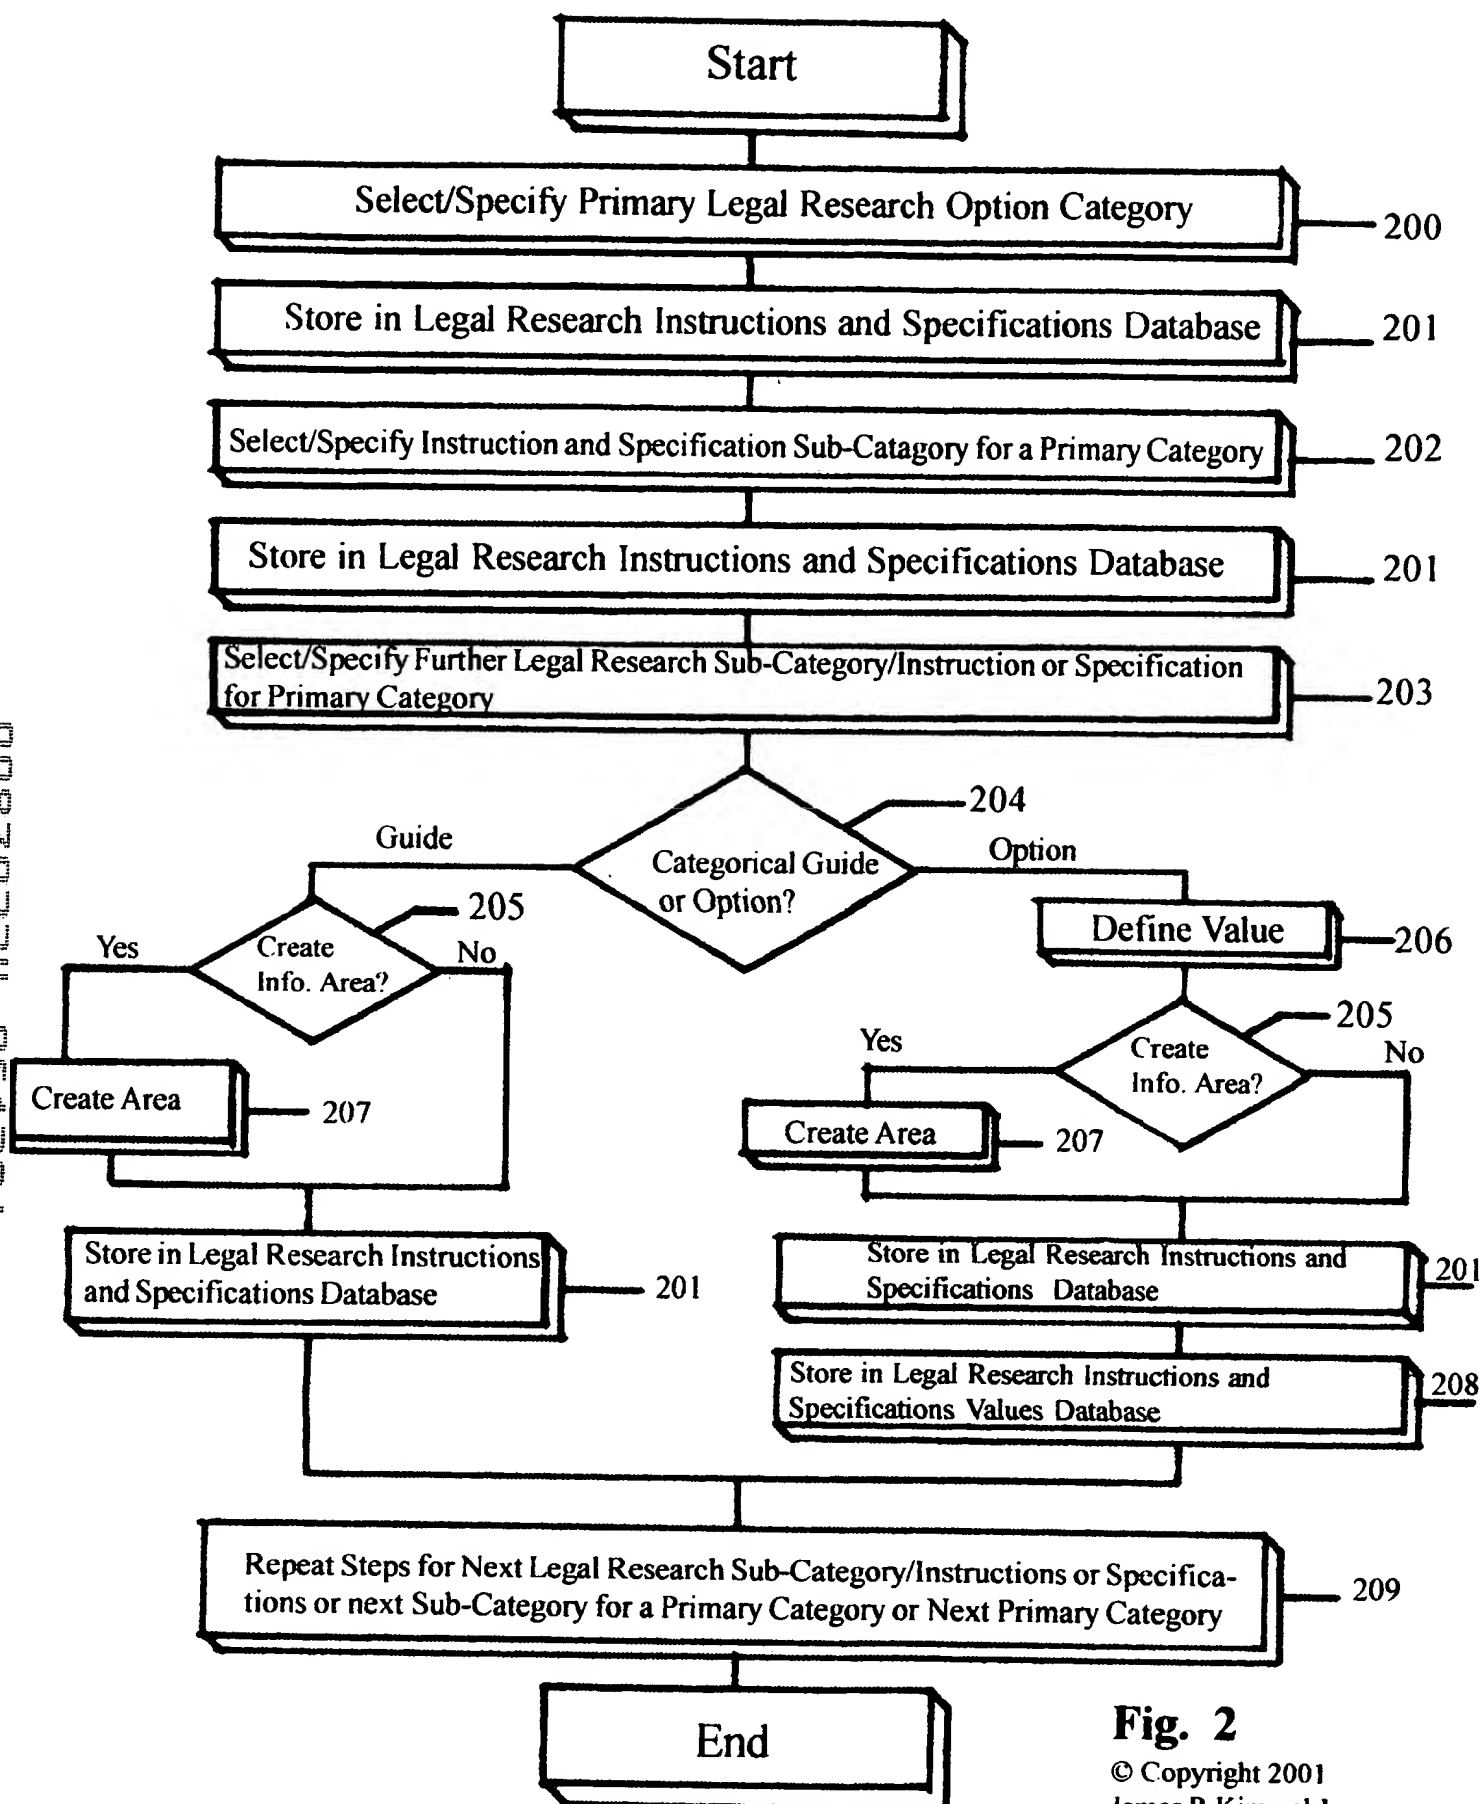 Start
Select/Specify Primary Legal Research Option Category
200
Store in Legal Research Instructions and Specifications Database
201
Select/Specify Instruction and Specification Sub-Catagory for a Primary Category
202
Store in Legal Research Instructions and Specifications Database
201
Select/Specify Further Legal Research Sub-Category/Instruction or Specification
for Primary Category
203
204
Categorical Guide
or Option?
Guide
Option
205
Create
Info. Area?
Yes
No
Define Value
206
205
Create
Info. Area?
Yes
No
Create Area
207
Create Area
207
Store in Legal Research Instructions
and Specifications Database
201
Store in Legal Research Instructions and
Specifications Database
201
Store in Legal Research Instructions and
Specifications Values Database
208
Repeat Steps for Next Legal Research Sub-Category/Instructions or Specifica-
tions or next Sub-Category for a Primary Category or Next Primary Category
209
End
Fig. 2
© Copyright 2001
James P.